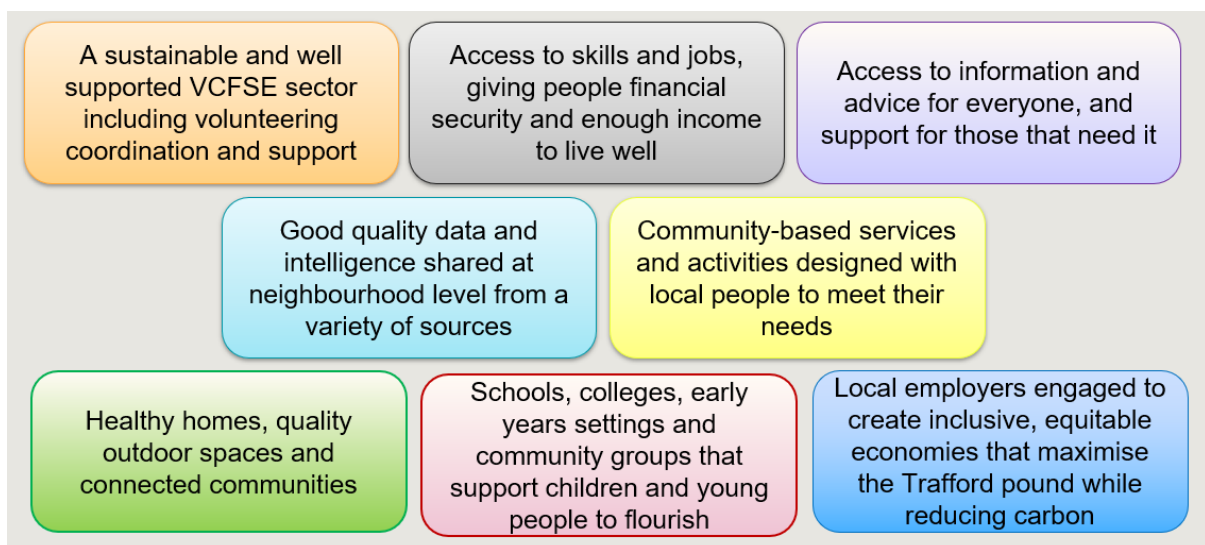 A sustainable and well
supported VCFSE sector
including volunteering
coordination and support
Access to skills and jobs,
giving people financial
security and enough income
to live well
Access to information and
advice for everyone, and
support for those that need it
Good quality data and
intelligence shared at
neighbourhood level from a
variety of sources
Community-based services
and activities designed with
local people to meet their
needs
Healthy homes, quality
outdoor spaces and
connected communities
Schools, colleges, early
years settings and
community groups that
support children and young
people to flourish
Local employers engaged to
create inclusive, equitable
economies that maximise
the Trafford pound while
reducing carbon